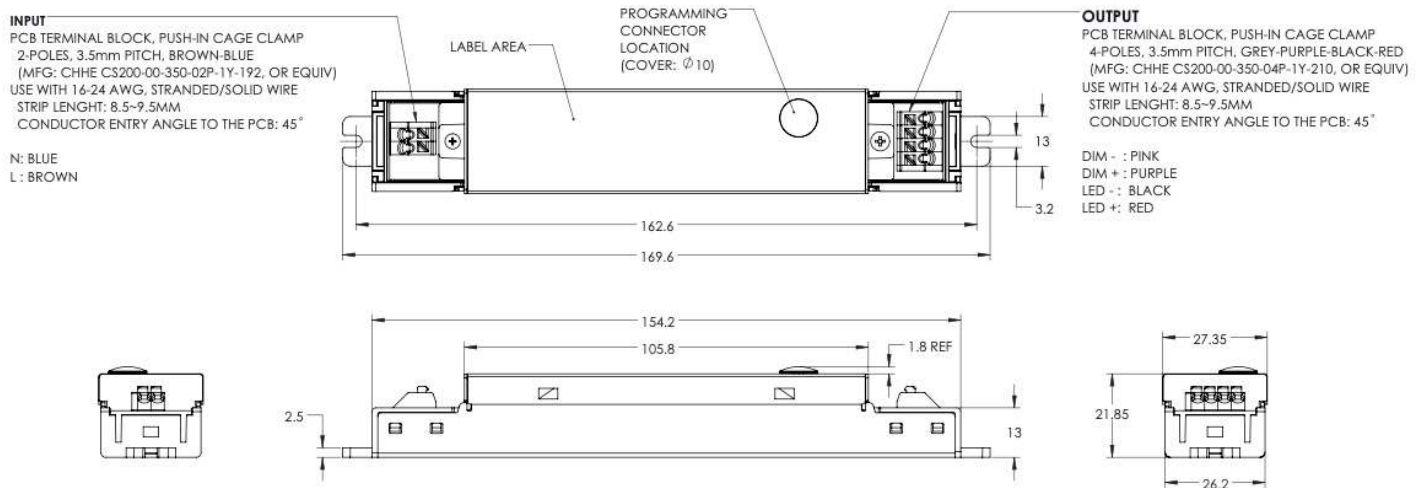 INPUT
PCB TERMINAL BLOCK, PUSH-IN CAGE CLAMP
2-POLES, 3.5mm PITCH, BROWN-BLUE
(MFG: CHHE CS200-00-350-02P-1Y-192, OR EQUIV)
USE WITH 16-24 AWG, STRANDED/SOLID WIRE
STRIP LENGHT: 8.5~9.5MM
CONDUCTOR ENTRY ANGLE TO THE PCB: 45°
N: BLUE
L : BROWN
LABEL AREA
PROGRAMMING
CONNECTOR
LOCATION
(COVER: Ø10)
OUTPUT
PCB TERMINAL BLOCK, PUSH-IN CAGE CLAMP
4-POLES, 3.5mm PITCH, GREY-PURPLE-BLACK-RED
(MFG: CHHE CS200-00-350-04P-1Y-210, OR EQUIV)
USE WITH 16-24 AWG, STRANDED/SOLID WIRE
STRIP LENGHT: 8.5~9.5MM
CONDUCTOR ENTRY ANGLE TO THE PCB: 45°
DIM - : PINK
DIM + : PURPLE
LED - : BLACK
LED +: RED
13
3.2
162.6
169.6
154.2
105.8
1.8 REF
2.5
13
27.35
21.85
26.2